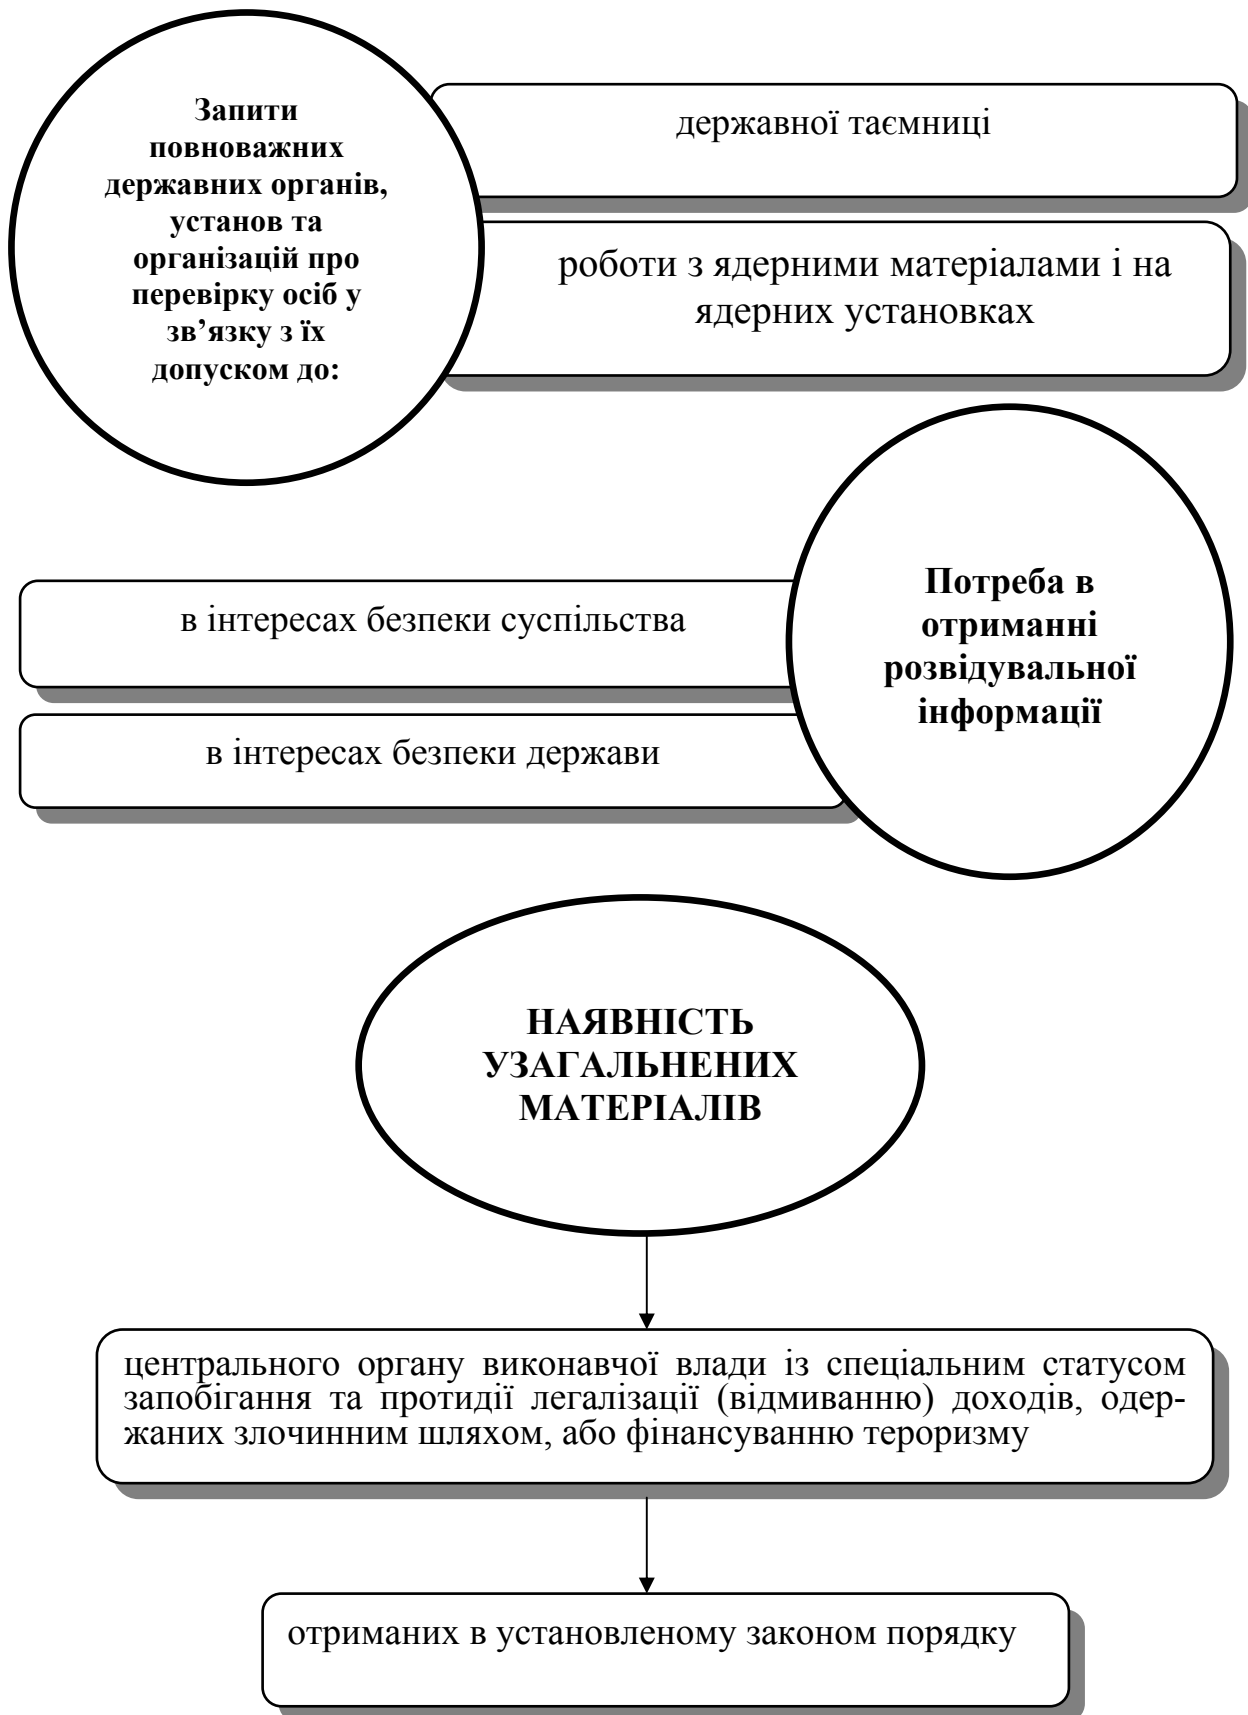 Запити
повноважних
державних органів,
установ та
організацій про
перевірку осіб у
зв’язку з їх
допуском до:
державної таємниці
роботи з ядерними матеріалами і на
ядерних установках
в інтересах безпеки суспільства
в інтересах безпеки держави
Потреба в
отриманні
розвідувальної
інформації
НАЯВНІСТЬ
УЗАГАЛЬНЕНИХ
МАТЕРІАЛІВ
центрального органу виконавчої влади із спеціальним статусом
запобігання та протидії легалізації (відмиванню) доходів, одер-
жаних злочинним шляхом, або фінансуванню тероризму
отриманих в установленому законом порядку